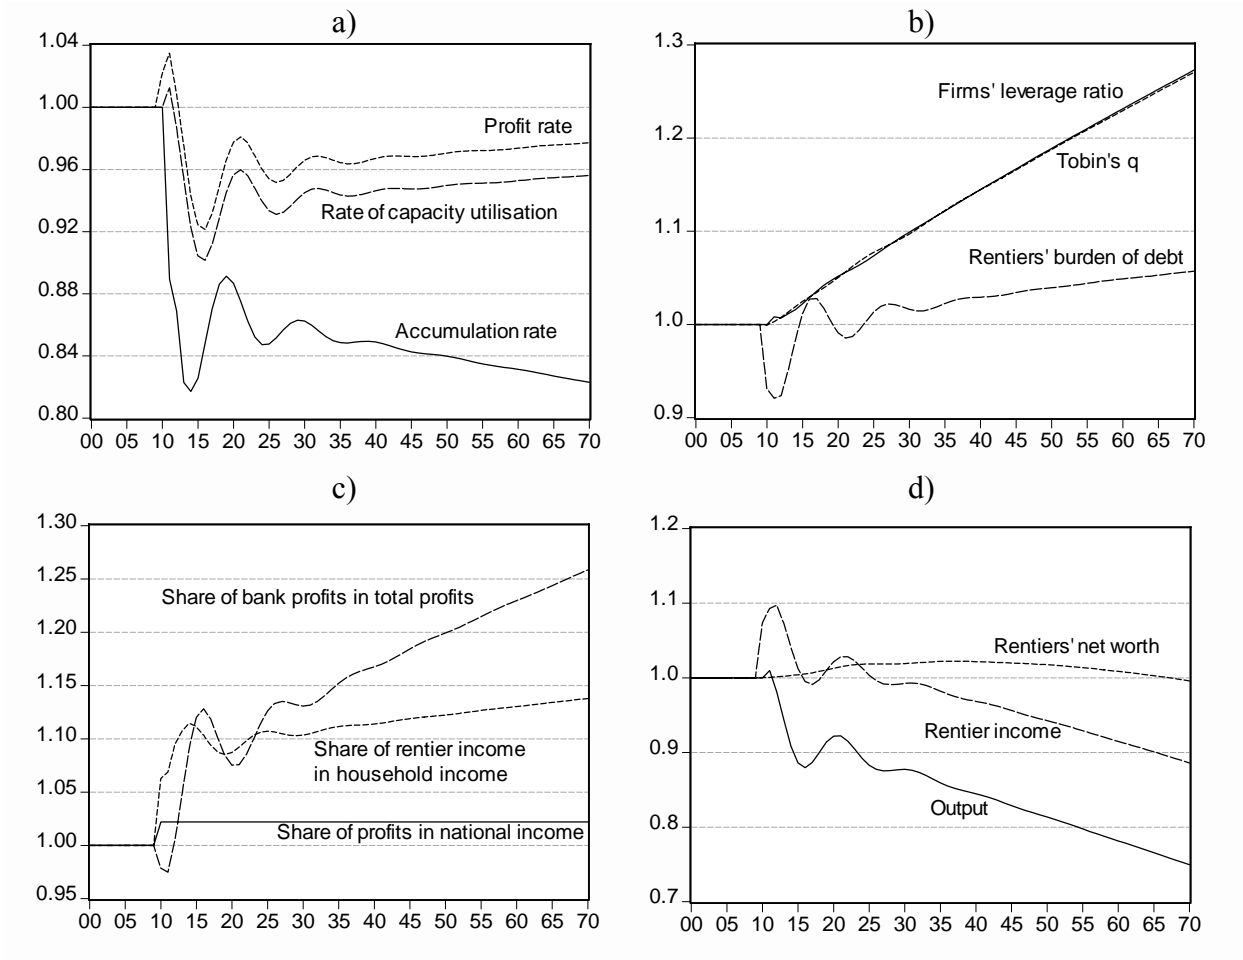 a)
1.04
1.00
0.96
0.92
0.88
0.84
0.80
Profit rate
Rate of capacity utilisation
Accumulation rate
00 05 10 15 20 25 30 35 40 45 50 55 60 65 70
b)
1.3
1.2
1.1
1.0
0.9
Firms' leverage ratio
Tobin's q
Rentiers' burden of debt
00 05 10 15 20 25 30 35 40 45 50 55 60 65 70
c)
1.30
1.25
1.20
1.15
1.10
1.05
1.00
0.95
Share of bank profits in total profits
Share of rentier income
in household income
Share of profits in national income
00 05 10 15 20 25 30 35 40 45 50 55 60 65 70
d)
1.2
1.1
1.0
0.9
0.8
0.7
Rentiers' net worth
Rentier income
Output
00 05 10 15 20 25 30 35 40 45 50 55 60 65 70